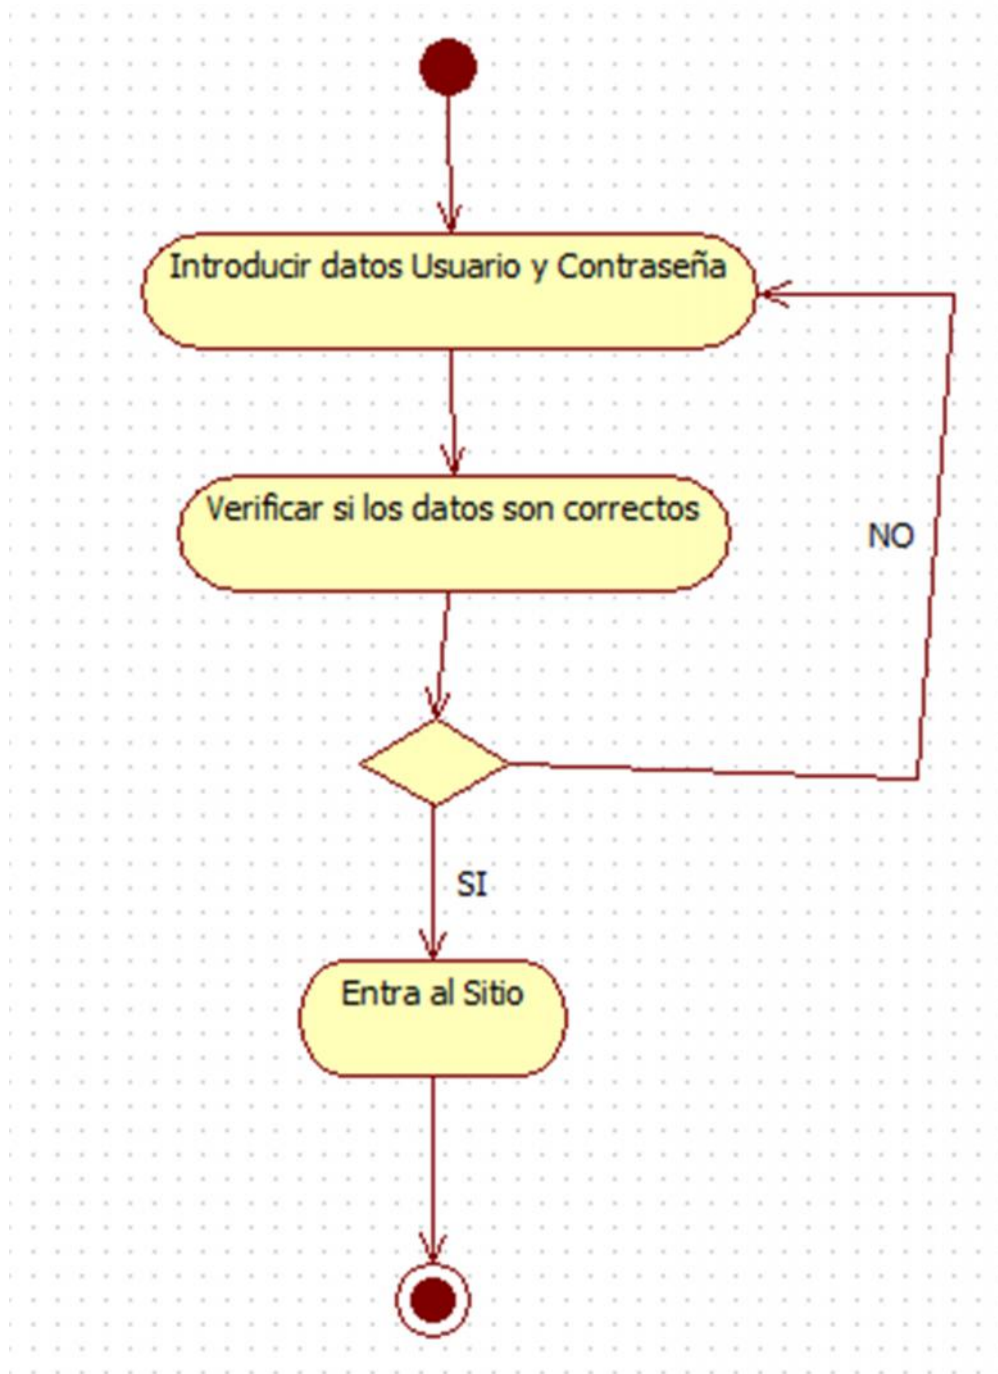 Introducir datos Usuario y Contraseña
Verificar si los datos son correctos
NO
SI
Entra al Sitio